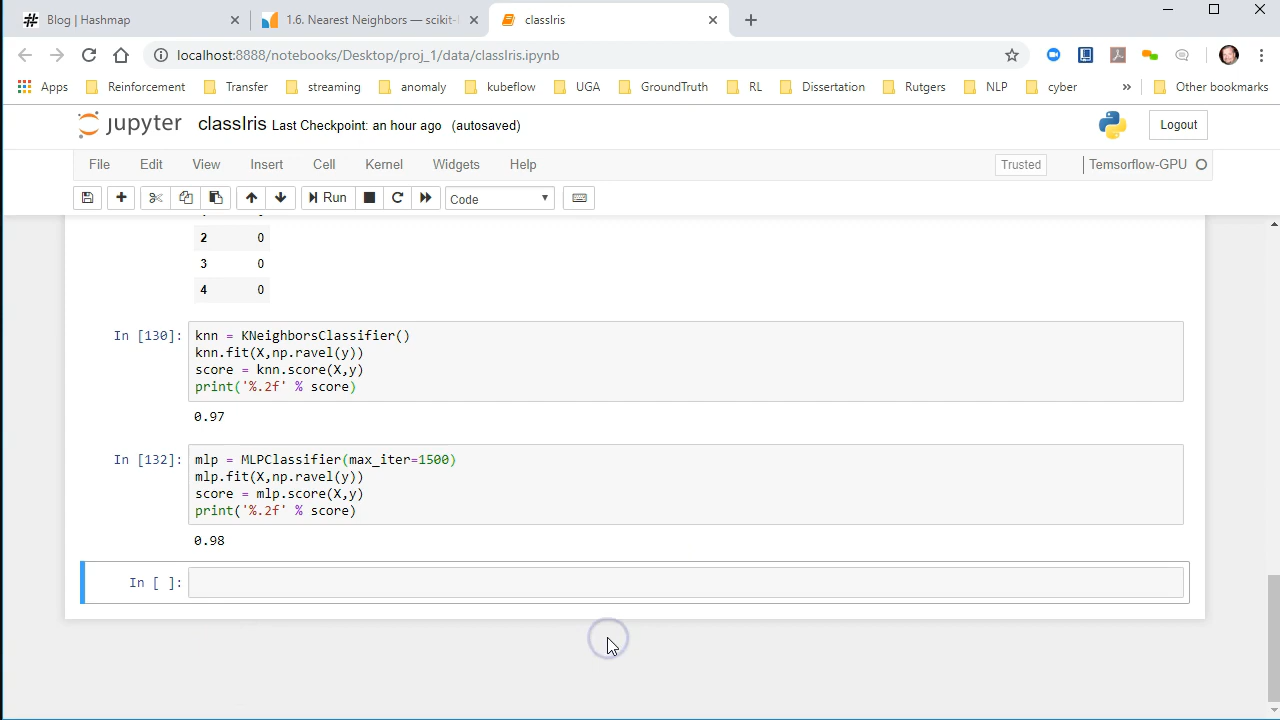 Blog | Hashmap
1.6. Nearest Neighbors — scikit-
classIris
localhost:8888/notebooks/Desktop/proj_1/data/classIris.ipynb
Apps Reinforcement Transfer streaming anomaly kubeflow UGA GroundTruth RL Dissertation Rutgers NLP cyber » Other bookmarks
jupyter classIris Last Checkpoint: an hour ago (autosaved) Logout
File Edit View Insert Cell Kernel Widgets Help Trusted Temsorflow-GPU
Run Code
2 0
3 0
4 0
In [130]: knn = KNeighborsClassifier()
knn.fit(X,np.ravel(y))
score = knn.score(X,y)
print('%.2f' % score)
0.97
In [132]: mlp = MLPClassifier(max_iter=1500)
mlp.fit(X,np.ravel(y))
score = mlp.score(X,y)
print('%.2f' % score)
0.98
In [ ]: